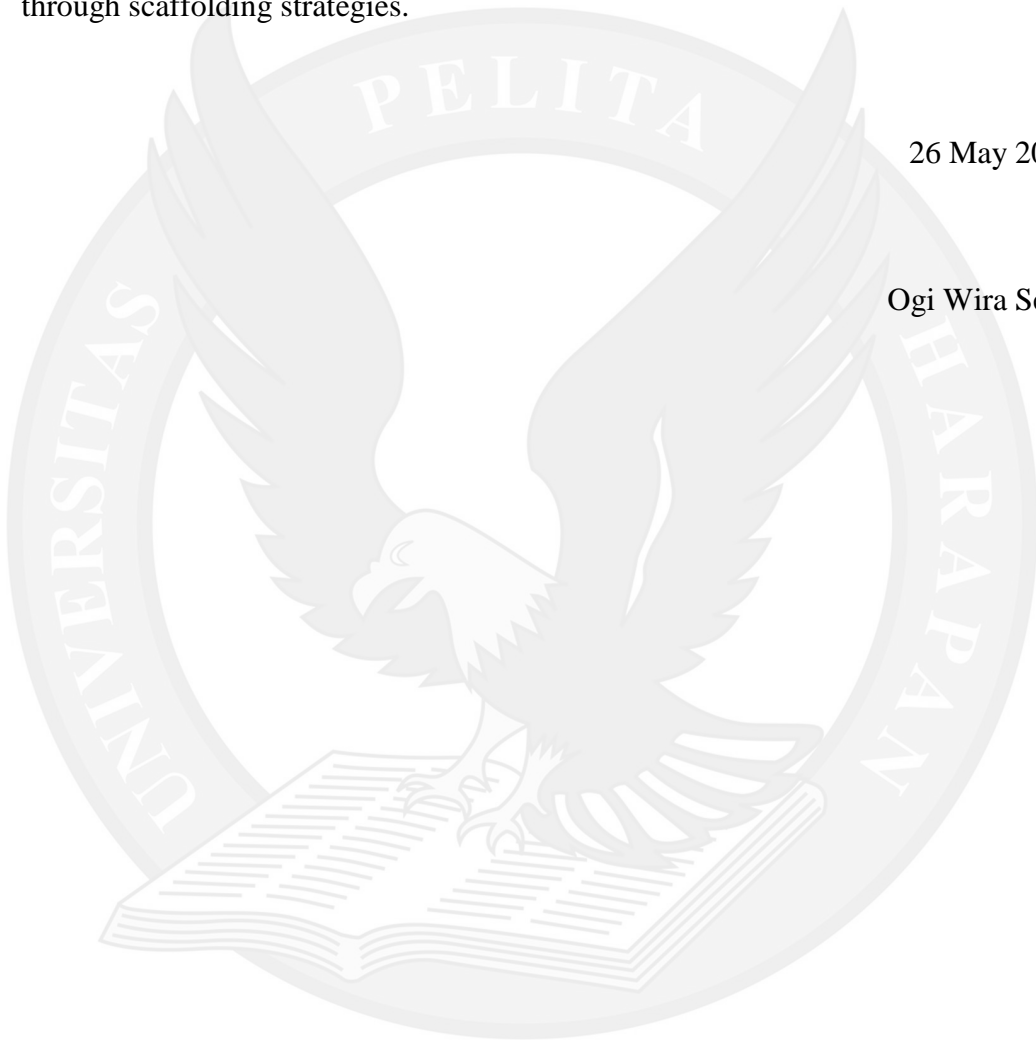 through scaffolding strategies.
PELITA
26 May 20
Ogi Wira S
UNIVERSITAS
HARAPAN